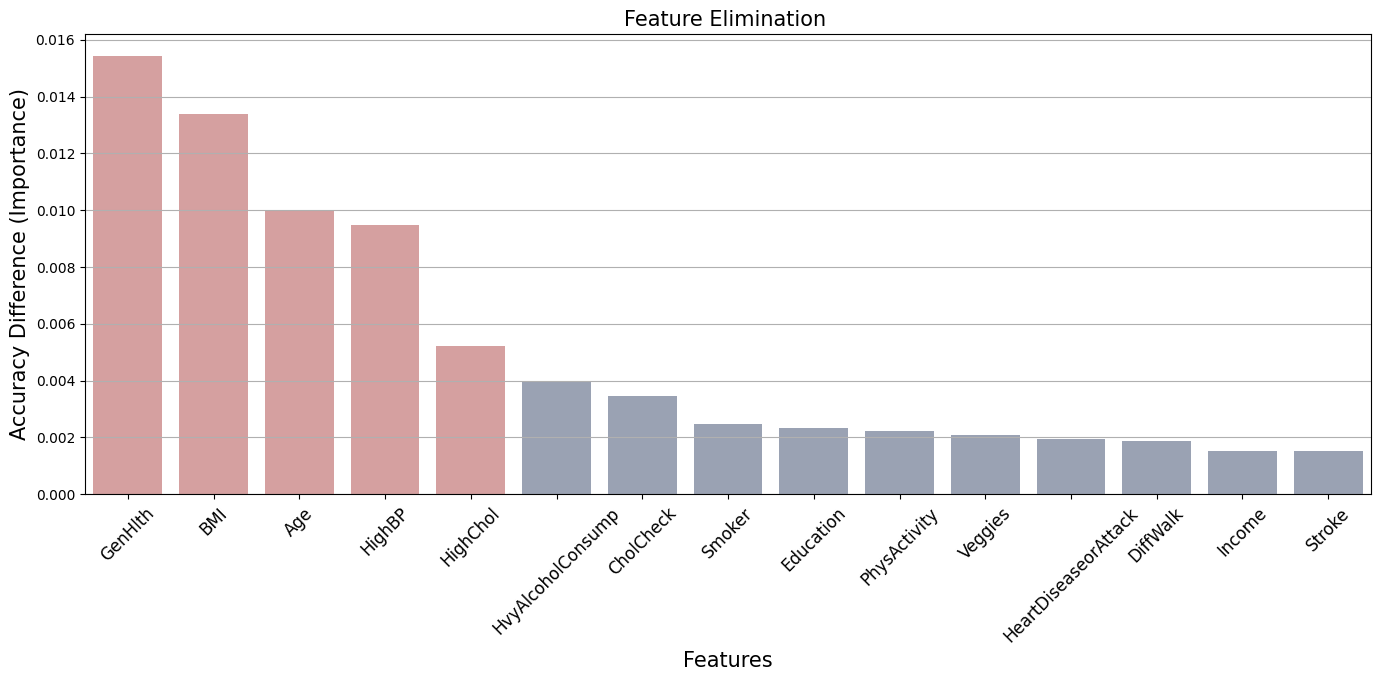 Feature Elimination
Accuracy Difference (Importance)
0.016
0.014
0.012
0.010
0.008
0.006
0.004
0.002
0.000
GenHlth
BMI
Age
HighBP
HighChol
HvyAlcoholConsump
CholCheck
Smoker
Education
PhysActivity
Veggies
HeartDiseaseorAttack
DiffWalk
Income
Stroke
Features